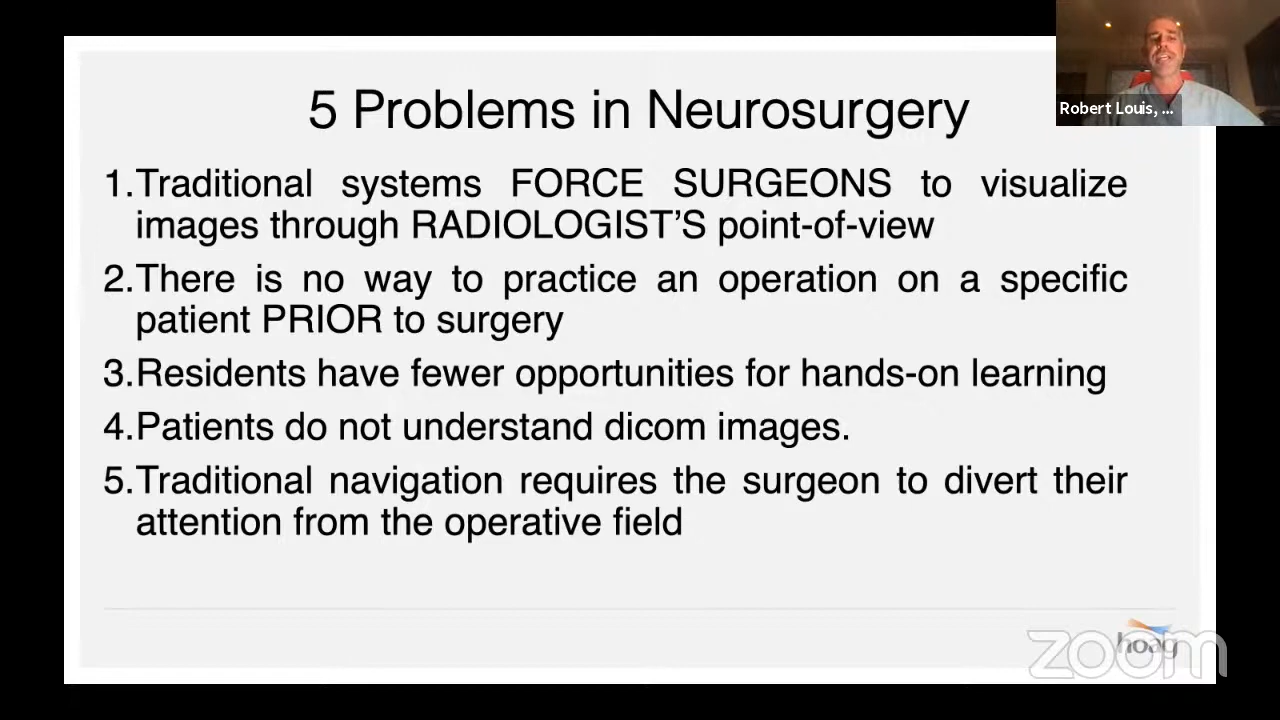 5 Problems in Neurosurgery
Robert Louis, ...
1.Traditional systems FORCE SURGEONS to visualize
images through RADIOLOGIST’S point-of-view
2.There is no way to practice an operation on a specific
patient PRIOR to surgery
3.Residents have fewer opportunities for hands-on learning
4.Patients do not understand dicom images.
5.Traditional navigation requires the surgeon to divert their
attention from the operative field
hoag
zoom